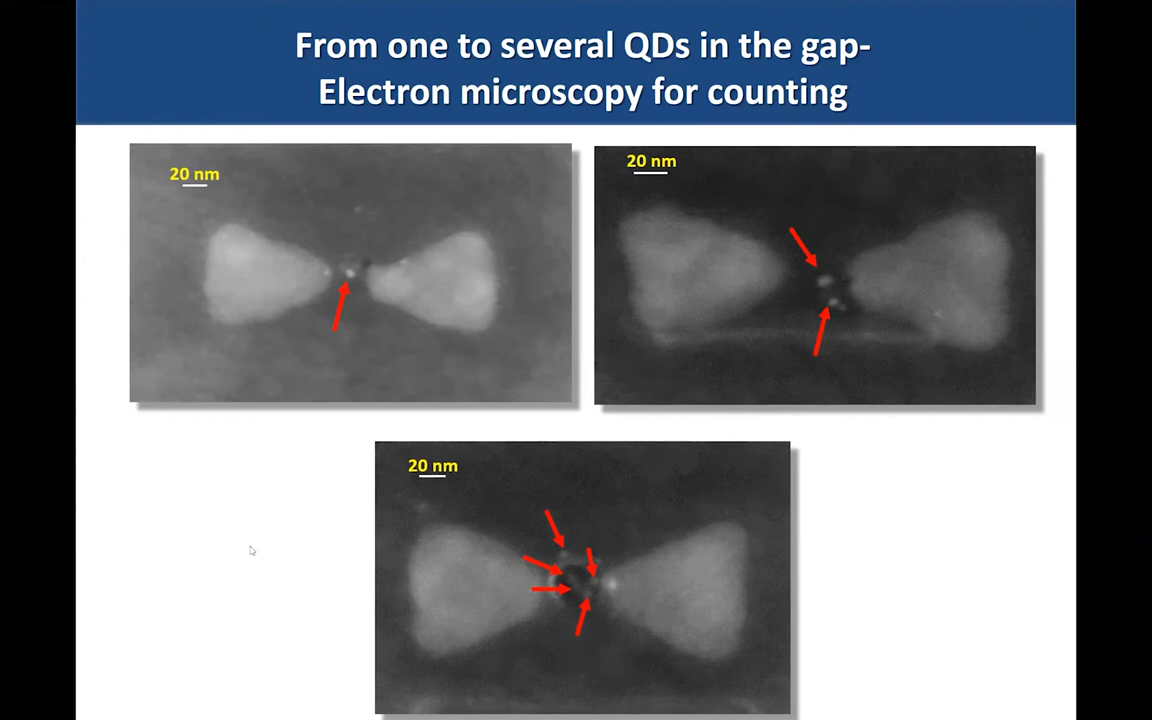 From one to several QDs in the gap-
Electron microscopy for counting
20 nm
20 nm
20 nm